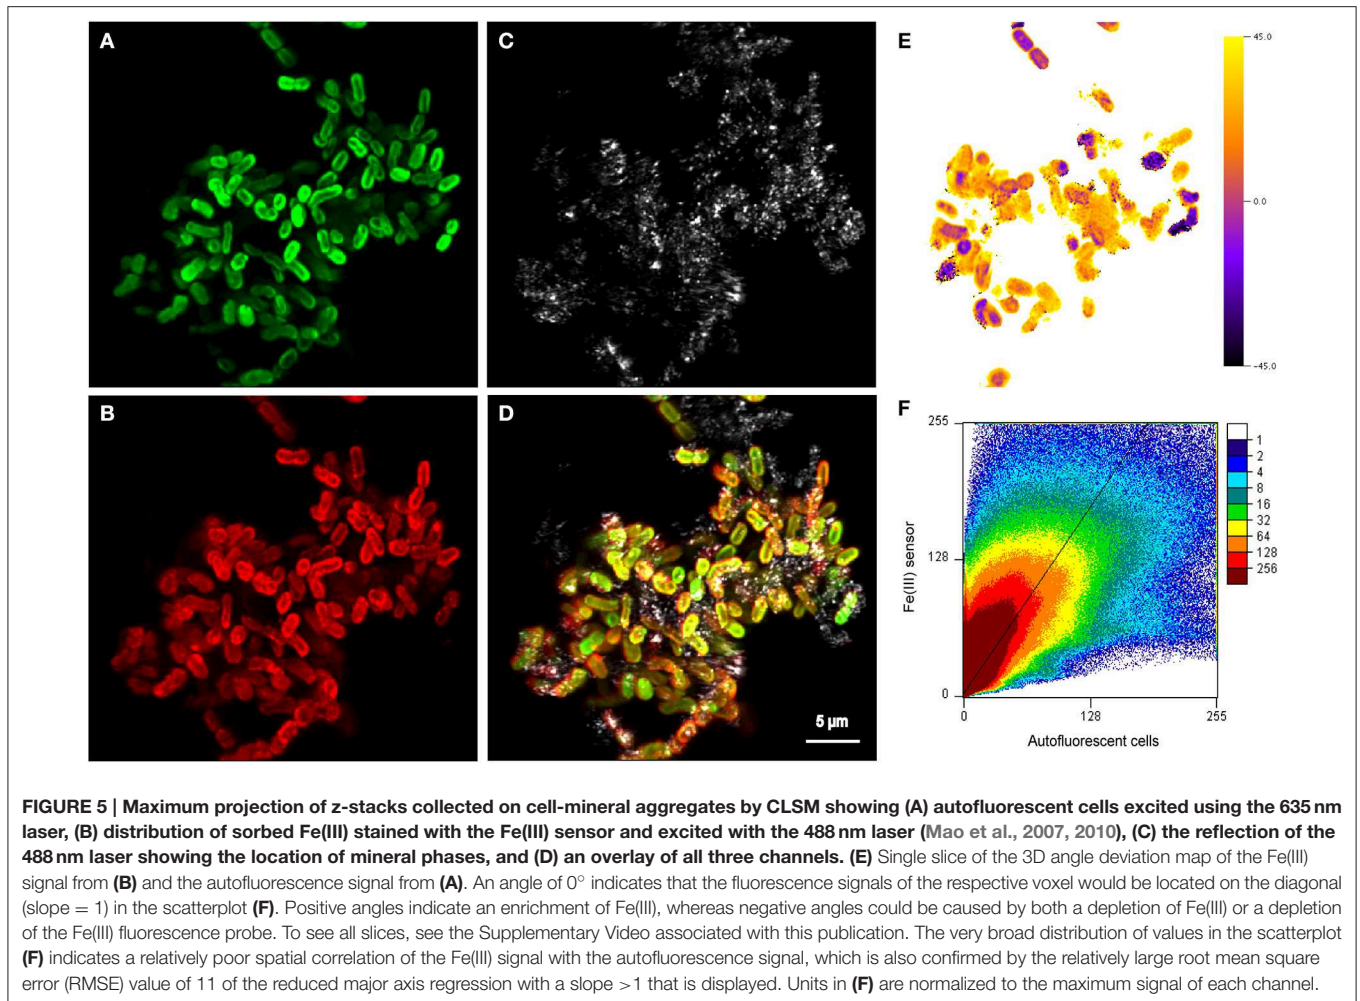 A
C
E
45.0
0.0
-45.0
B
D
5 µm
F
255
128
0
0
128
255
Fe(III) sensor
Autofluorescent cells
1
2
4
8
16
32
64
128
256
FIGURE 5 | Maximum projection of z-stacks collected on cell-mineral aggregates by CLSM showing (A) autofluorescent cells excited using the 635 nm
laser, (B) distribution of sorbed Fe(III) stained with the Fe(III) sensor and excited with the 488 nm laser (Mao et al., 2007, 2010), (C) the reflection of the
488 nm laser showing the location of mineral phases, and (D) an overlay of all three channels. (E) Single slice of the 3D angle deviation map of the Fe(III)
signal from (B) and the autofluorescence signal from (A). An angle of 0° indicates that the fluorescence signals of the respective voxel would be located on the diagonal
(slope = 1) in the scatterplot (F). Positive angles indicate an enrichment of Fe(III), whereas negative angles could be caused by both a depletion of Fe(III) or a depletion
of the Fe(III) fluorescence probe. To see all slices, see the Supplementary Video associated with this publication. The very broad distribution of values in the scatterplot
(F) indicates a relatively poor spatial correlation of the Fe(III) signal with the autofluorescence signal, which is also confirmed by the relatively large root mean square
error (RMSE) value of 11 of the reduced major axis regression with a slope >1 that is displayed. Units in (F) are normalized to the maximum signal of each channel.